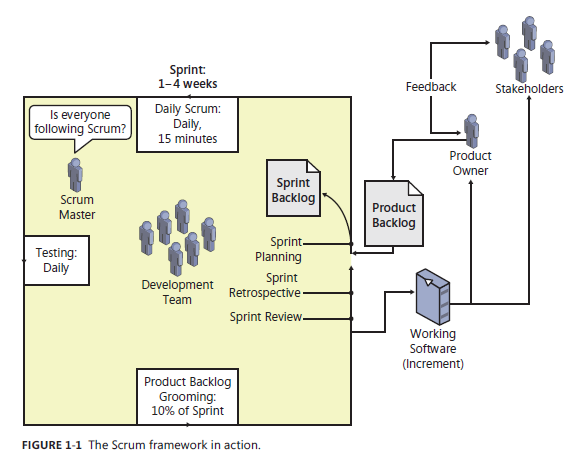 Sprint:
1–4 weeks
Daily Scrum:
Daily,
15 minutes
Is everyone
following Scrum?
Scrum
Master
Testing:
Daily
Development
Team
Sprint
Backlog
Sprint
Planning
Sprint
Retrospective
Sprint Review
Product Backlog
Grooming:
10% of Sprint
Feedback
Stakeholders
Product
Owner
Product
Backlog
Working
Software
(Increment)
FIGURE 1-1 The Scrum framework in action.